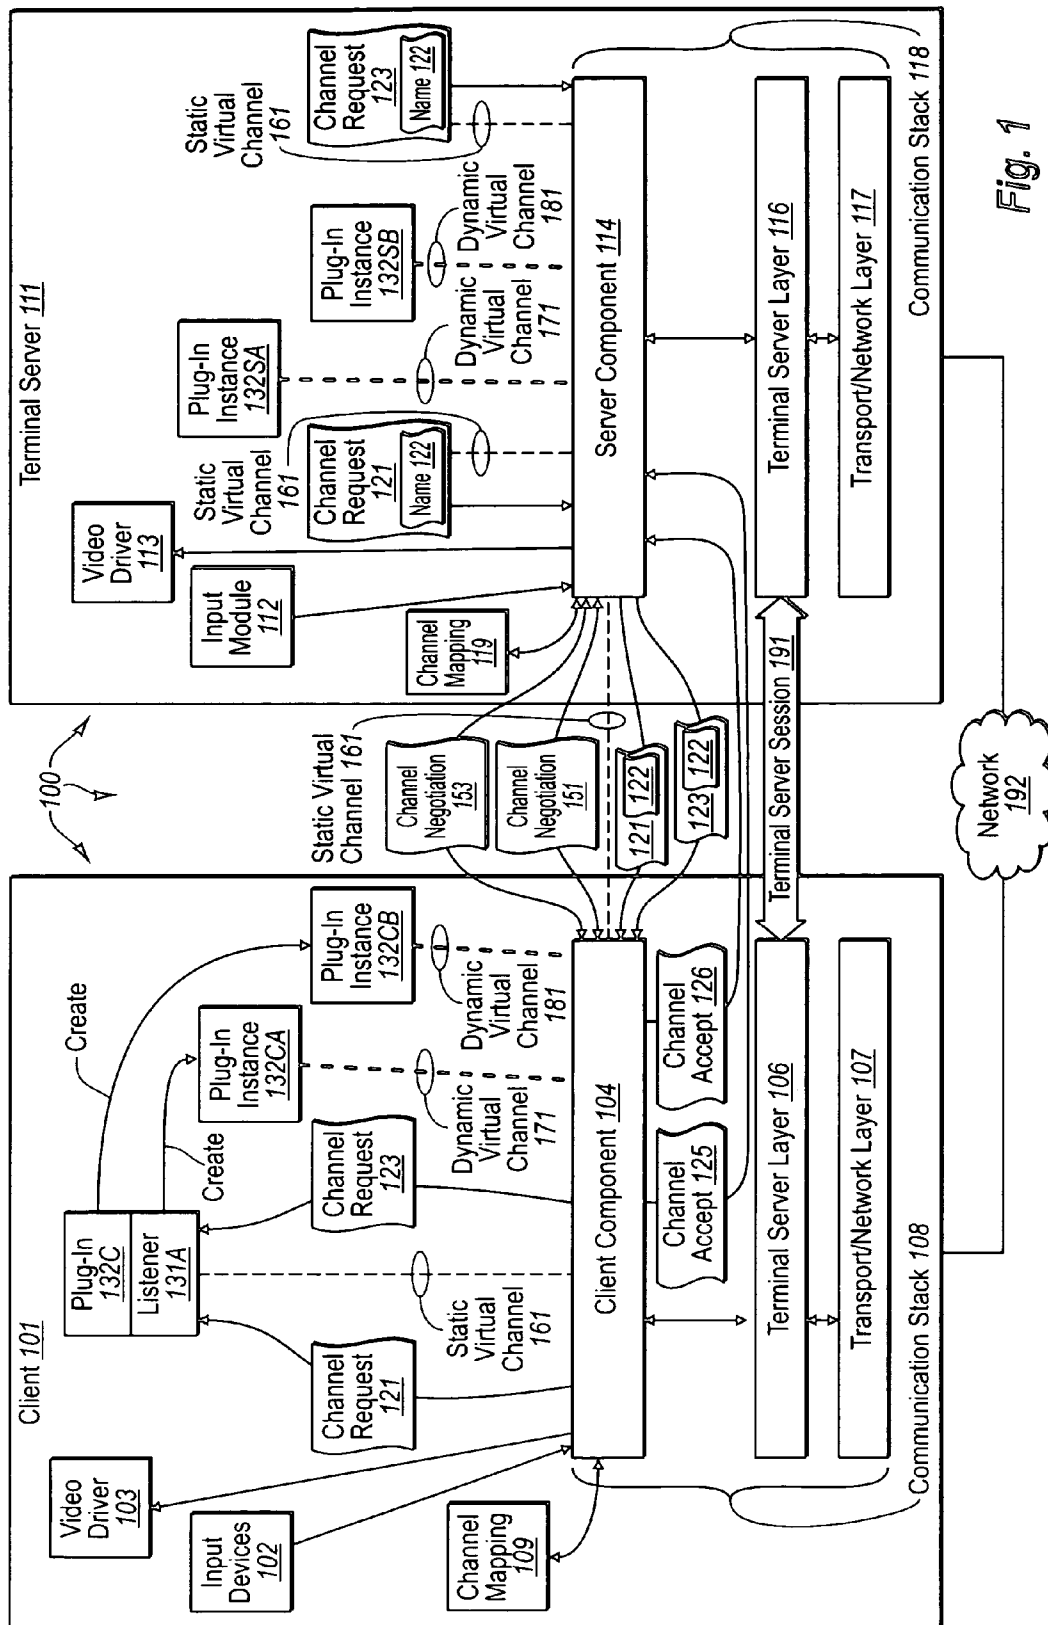 100
Client 101
Video
Driver
103
Input
Devices
102
Channel
Mapping
109
Plug-In
132C
Listener
131A
Create
Create
Plug-In
Instance
132CA
Plug-In
Instance
132CB
Channel
Request
121
Channel
Request
123
Static
Virtual
Channel
161
Dynamic
Virtual
Channel
171
Dynamic
Virtual
Channel
181
Client Component 104
Channel
Accept 125
Channel
Accept 126
Terminal Server Layer 106
Transport/Network Layer 107
Communication Stack 108
Static Virtual
Channel 161
Channel
Negotiation
153
Channel
Negotiation
151
121
122
123
122
Terminal Server Session 191
Network
192
Terminal Server 111
Video
Driver
113
Input
Module
112
Channel
Mapping
119
Static
Virtual
Channel
161
Channel
Request
121
Name 122
Plug-In
Instance
132SA
Dynamic
Virtual
Channel
171
Plug-In
Instance
132SB
Dynamic
Virtual
Channel
181
Static
Virtual
Channel
161
Channel
Request
123
Name 122
Server Component 114
Terminal Server Layer 116
Transport/Network Layer 117
Communication Stack 118
Fig. 1